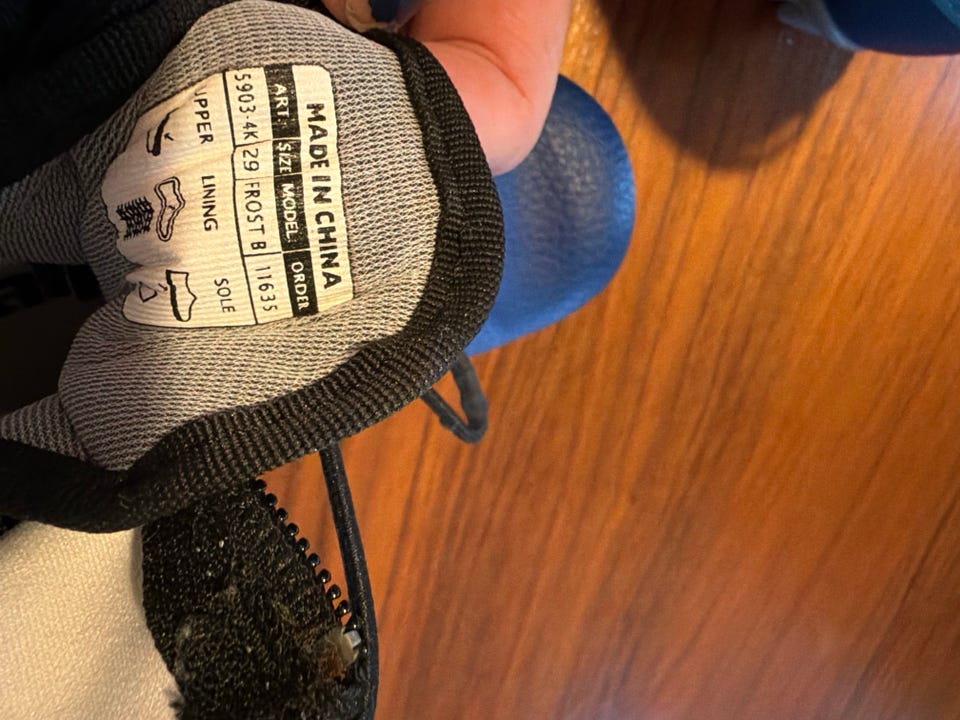 MADE IN CHINA
ART. SIZE MODEL ORDER
5903-4K 29 FROST B 11635
UPPER LINING SOLE